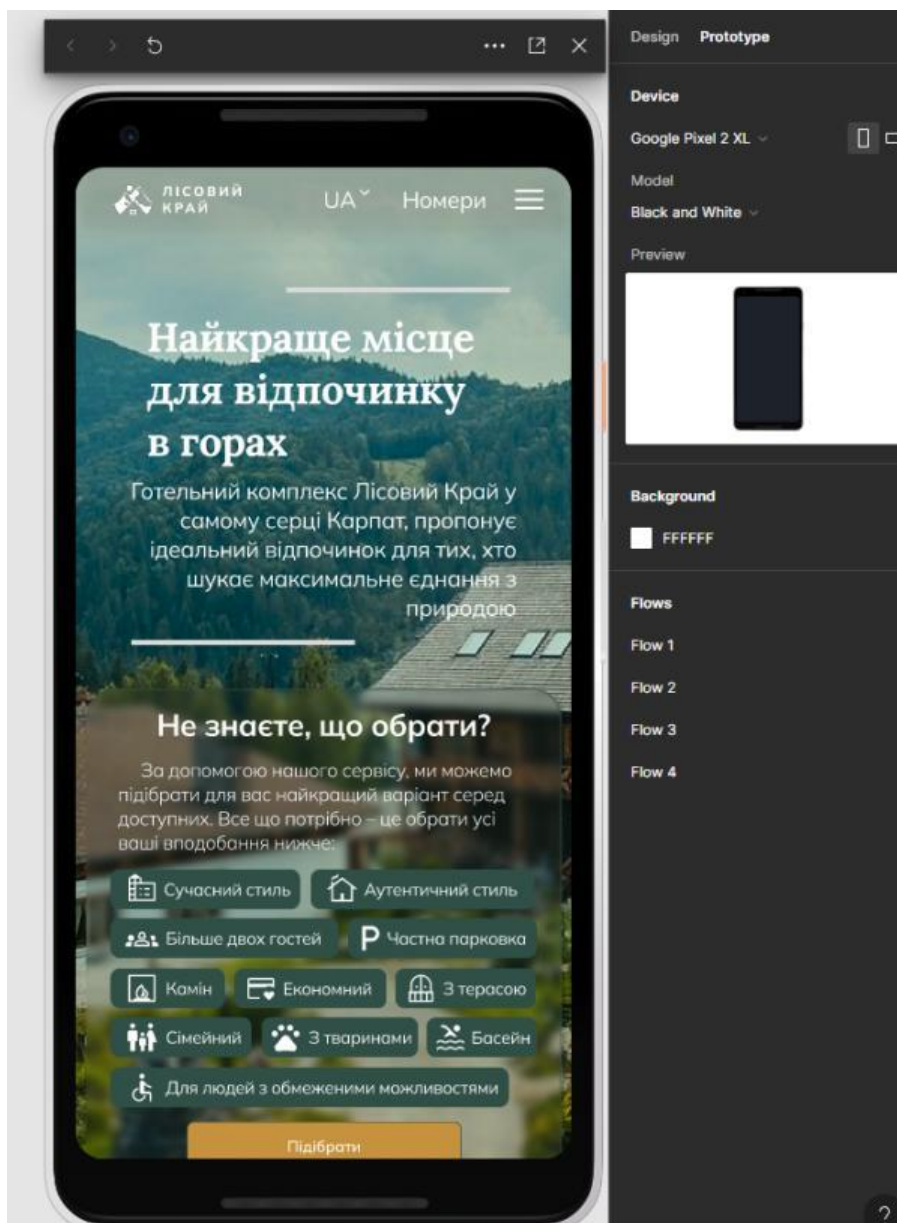 Design Prototype
Device
Google Pixel 2 XL
Model
Black and White
Preview
Background
FFFFFF
Flows
Flow 1
Flow 2
Flow 3
Flow 4
ЛІСОВИЙ
КРАЙ
UA Номери
Найкраще місце
для відпочинку
в горах
Готельний комплекс Лісовий Край у
самому серці Карпат, пропонує
ідеальний відпочинок для тих, хто
шукає максимальне єднання з
природою
Не знаєте, що обрати?
За допомогою нашого сервісу, ми можемо
підібрати для вас найкращий варіант серед
доступних. Все що потрібно – це обрати усі
ваші вподобання нижче:
Сучасний стиль Аутентичний стиль
Більше двох гостей P Частна парковка
Камін Економний З терасою
Сімейний З тваринами Басейн
Для людей з обмеженими можливостями
Підібрати
?